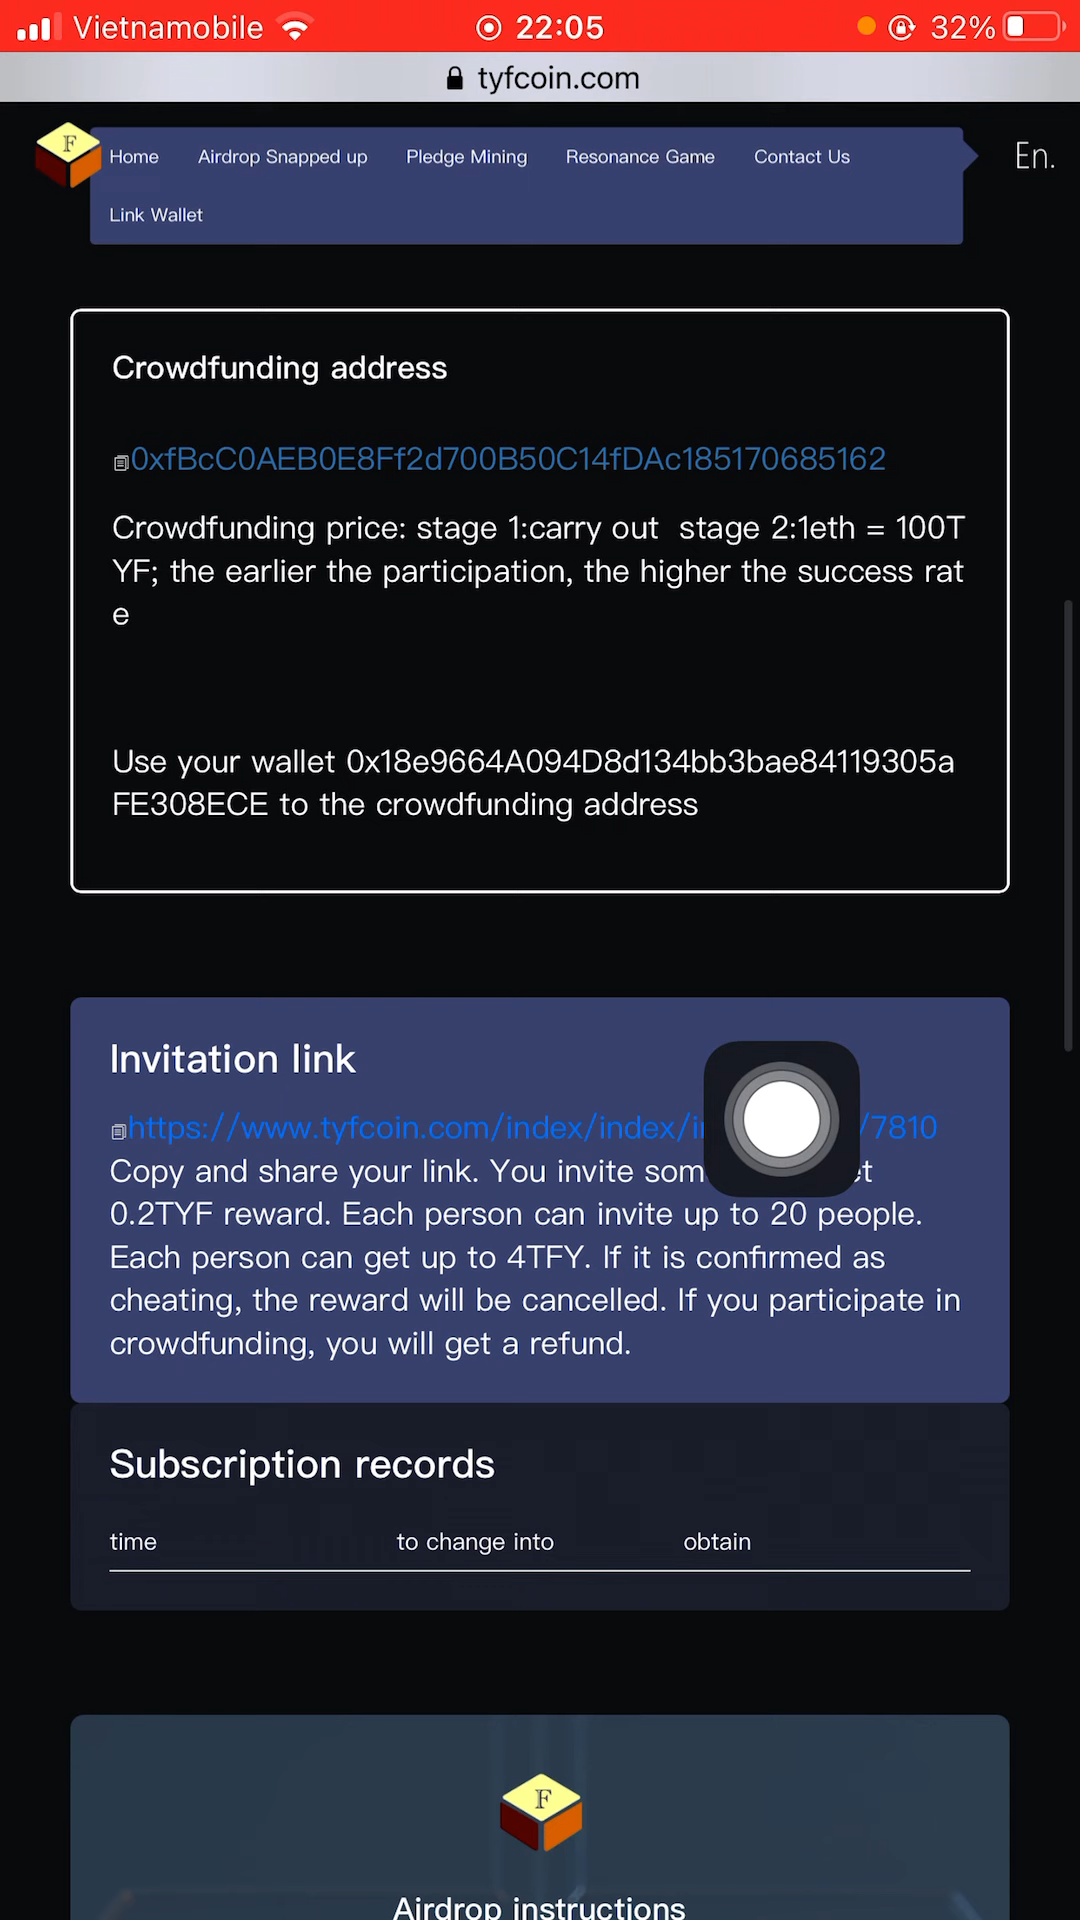 Vietnamobile 22:05 32%
tyfcoin.com
F
Home Airdrop Snapped up Pledge Mining Resonance Game Contact Us
En.
Link Wallet
Crowdfunding address
0xfBcC0AEB0E8Ff2d700B50C14fDAc185170685162
Crowdfunding price: stage 1:carry out stage 2:1eth = 100T
YF; the earlier the participation, the higher the success rat
e
Use your wallet 0x18e9664A094D8d134bb3bae84119305a
FE308ECE to the crowdfunding address
Invitation link
https://www.tyfcoin.com/index/index/i /7810
Copy and share your link. You invite som t
0.2TYF reward. Each person can invite up to 20 people.
Each person can get up to 4TFY. If it is confirmed as
cheating, the reward will be cancelled. If you participate in
crowdfunding, you will get a refund.
Subscription records
time to change into obtain
F
Airdrop instructions